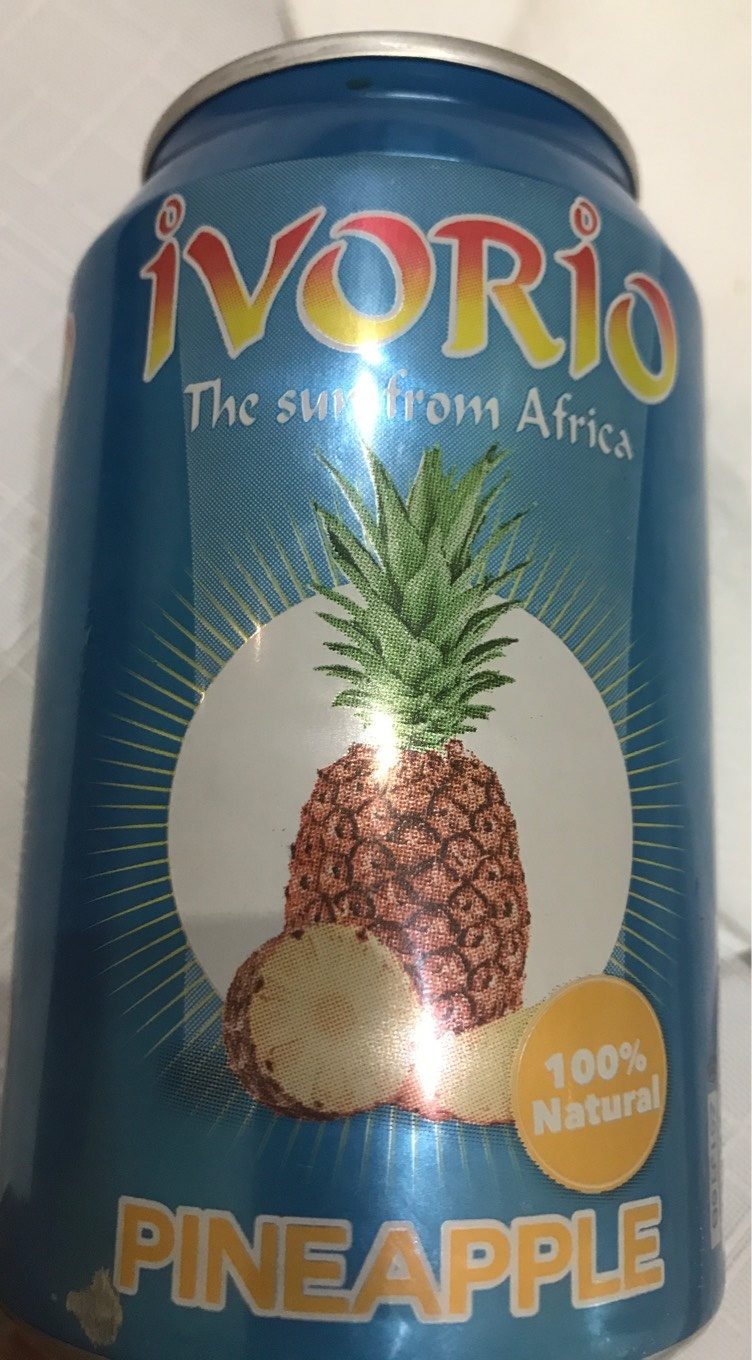 ivoRio
The sun from Africa
100%
Natural
PINEAPPLE